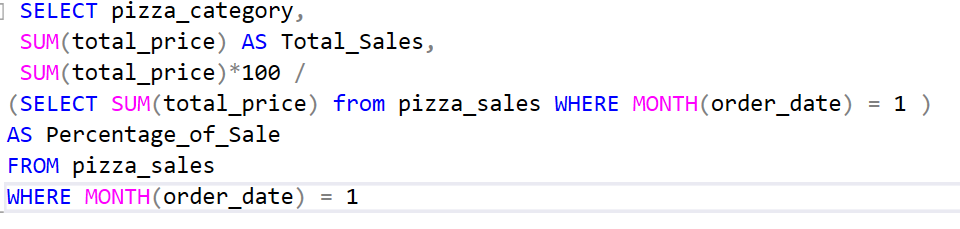 SELECT pizza_category,
SUM(total_price) AS Total_Sales,
SUM(total_price)*100 /
(SELECT SUM(total_price) from pizza_sales WHERE MONTH(order_date) = 1 )
AS Percentage_of_Sale
FROM pizza_sales
WHERE MONTH(order_date) = 1